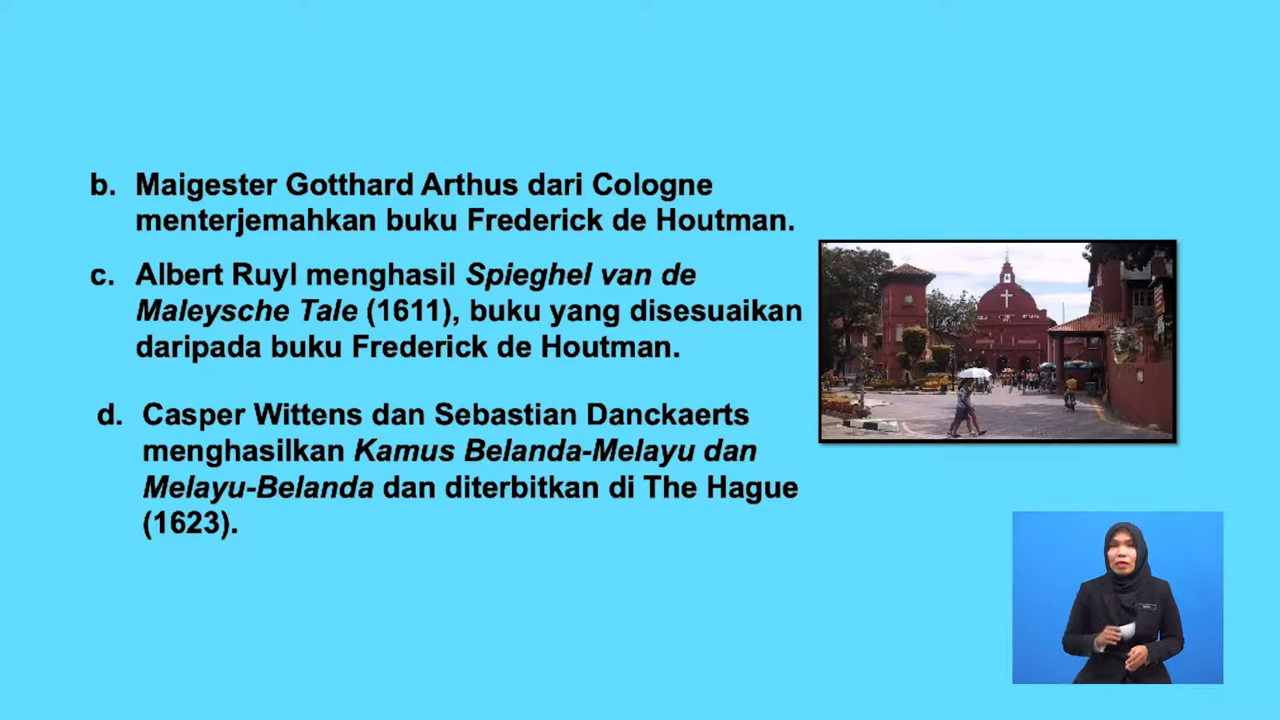 b. Maigester Gotthard Arthus dari Cologne
menterjemahkan buku Frederick de Houtman.
c. Albert Ruyl menghasil Spieghel van de
Maleysche Tale (1611), buku yang disesuaikan
daripada buku Frederick de Houtman.
d. Casper Wittens dan Sebastian Danckaerts
menghasilkan Kamus Belanda-Melayu dan
Melayu-Belanda dan diterbitkan di The Hague
(1623).